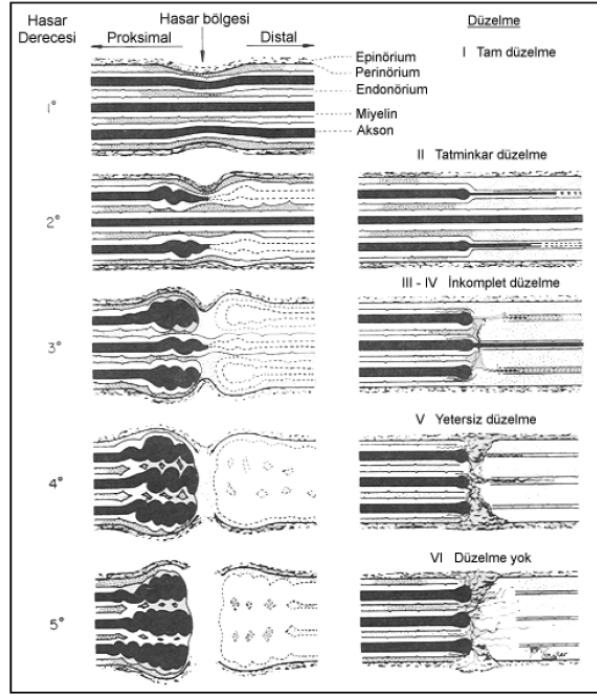 Hasar
Derecesi
Hasar bölgesi
Proksimal
Distal
Düzelme
I Tam düzelme
Epinörium
Perinörium
Endonörium
Miyelin
Akson
1°
II Tatminkar düzelme
2°
III - IV İnkomplet düzelme
3°
V Yetersiz düzelme
4°
VI Düzelme yok
5°